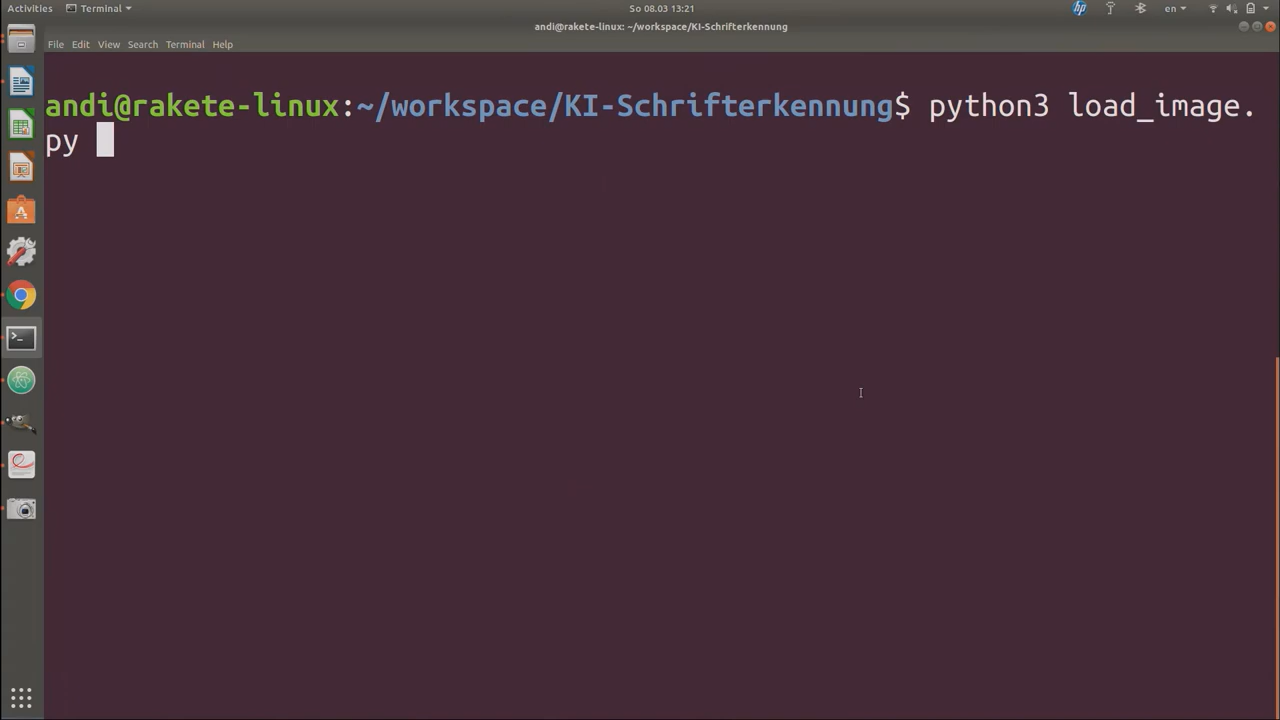 Activities
Terminal
So 08.03 13:21
en
andi@rakete-linux: ~/workspace/KI-Schrifterkennung
File Edit View Search Terminal Help
andi@rakete-linux:~/workspace/KI-Schrifterkennung$ python3 load_image.
py